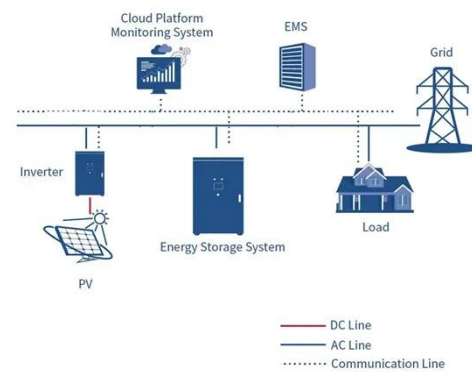 Cloud Platform
Monitoring System
EMS
Grid
Inverter
Energy Storage System
Load
PV
DC Line
AC Line
Communication Line